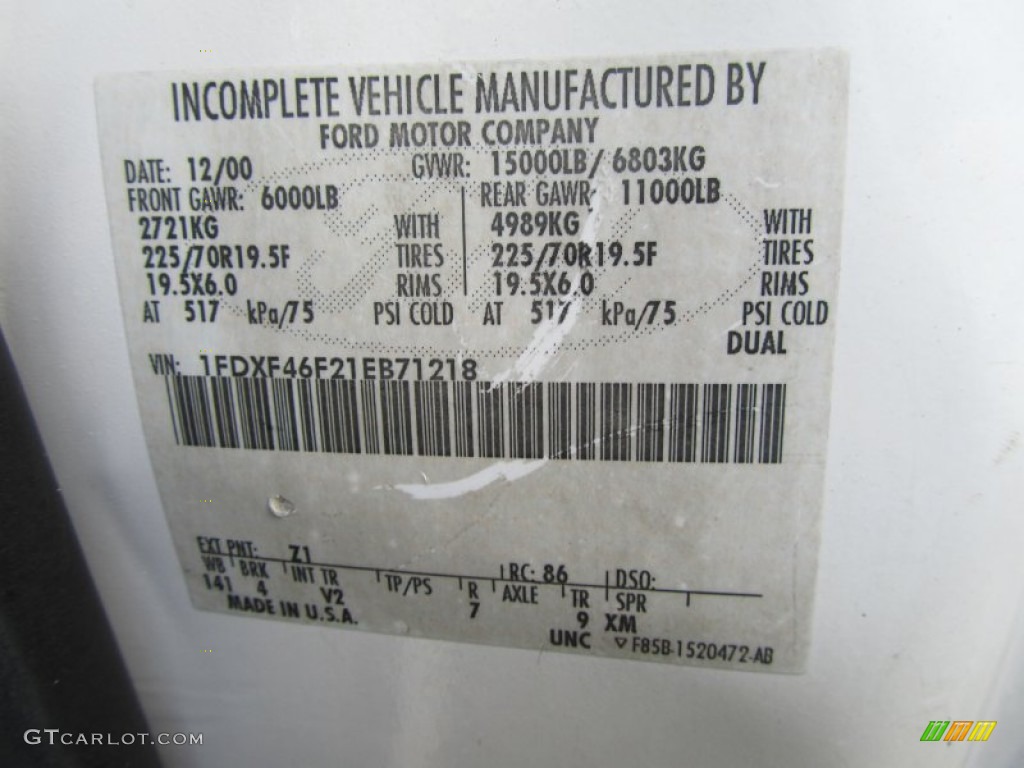 INCOMPLETE VEHICLE MANUFACTURED BY
FORD MOTOR COMPANY
DATE: 12/00 GVWR: 15000LB/ 6803KG
FRONT GAWR: 6000LB REAR GAWR: 11000LB
2721KG WITH 4989KG WITH
225/70R19.5F TIRES 225/70R19.5F TIRES
19.5X6.0 RIMS 19.5X6.0 RIMS
AT 517 kPa/75 PSI COLD AT 517 kPa/75 PSI COLD
DUAL
VIN: 1FDXF46F21EB71218
EXT PNT: Z1 RC: 86 DSO:
WB BRK INT TR TP/PS R AXLE TR SPR
141 4 V2 7 9 XM
MADE IN U.S.A. UNC ▽ F85B-1520472-AB
GTCARLOT.COM